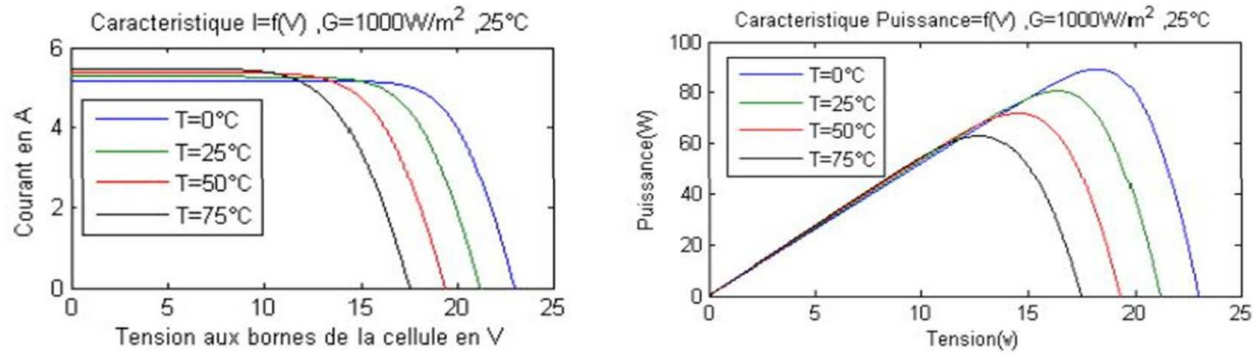 Caracteristique I=f(V) ,G=1000W/m² ,25°C
6
4
2
0
Courant en A
T=0°C
T=25°C
T=50°C
T=75°C
0 5 10 15 20 25
Tension aux bornes de la cellule en V
Caracteristique Puissance=f(V) ,G=1000W/m² ,25°C
100
80
60
40
20
0
Puissance(W)
T=0°C
T=25°C
T=50°C
T=75°C
0 5 10 15 20 25
Tension(v)